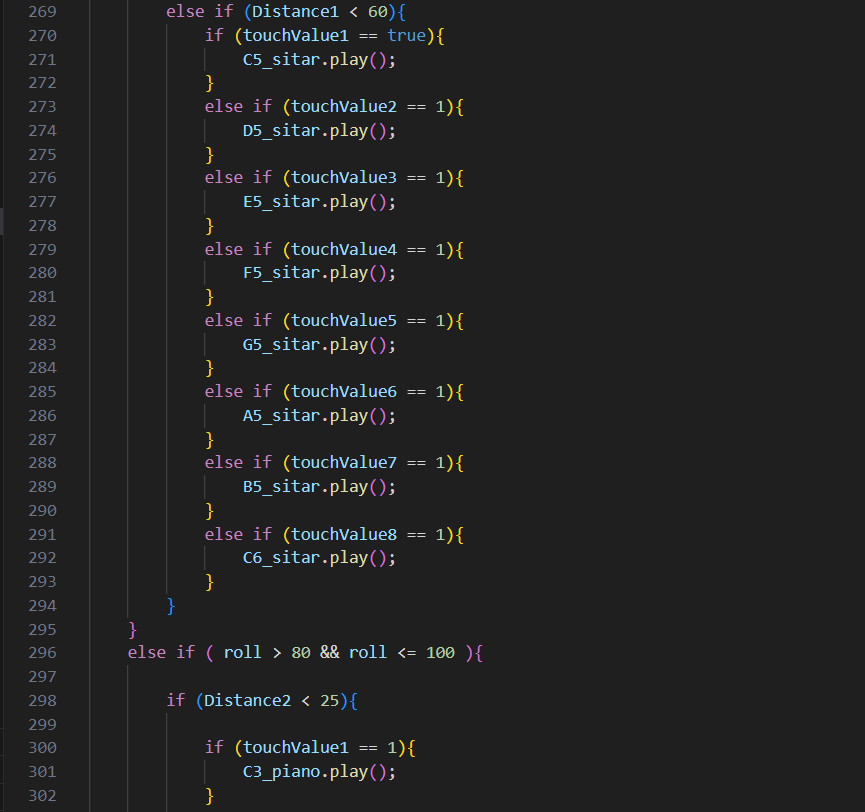 269 else if (Distance1 < 60){
270 if (touchValue1 == true){
271 C5_sitar.play();
272 }
273 else if (touchValue2 == 1){
274 D5_sitar.play();
275 }
276 else if (touchValue3 == 1){
277 E5_sitar.play();
278 }
279 else if (touchValue4 == 1){
280 F5_sitar.play();
281 }
282 else if (touchValue5 == 1){
283 G5_sitar.play();
284 }
285 else if (touchValue6 == 1){
286 A5_sitar.play();
287 }
288 else if (touchValue7 == 1){
289 B5_sitar.play();
290 }
291 else if (touchValue8 == 1){
292 C6_sitar.play();
293 }
294 }
295 }
296 else if ( roll > 80 && roll <= 100 ){
297
298 if (Distance2 < 25){
299
300 if (touchValue1 == 1){
301 C3_piano.play();
302 }